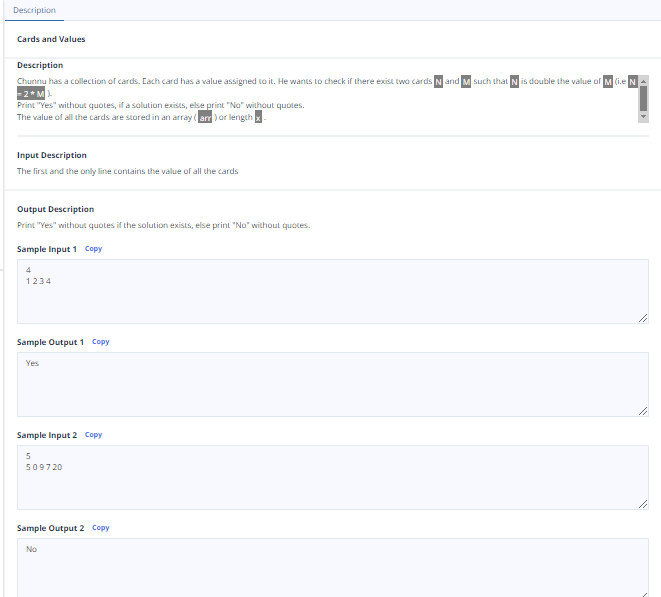 Description
Cards and Values
Description
Chunnu has a collection of cards. Each card has a value assigned to it. He wants to check if there exist two cards N and M such that N is double the value of M (i.e N
= 2 * M ).
Print "Yes" without quotes, if a solution exists, else print "No" without quotes.
The value of all the cards are stored in an array ( arr ) or length x .
Input Description
The first and the only line contains the value of all the cards
Output Description
Print "Yes" without quotes if the solution exists, else print "No" without quotes.
Sample Input 1 Copy
4
1 2 3 4
Sample Output 1 Copy
Yes
Sample Input 2 Copy
5
5 0 9 7 20
Sample Output 2 Copy
No